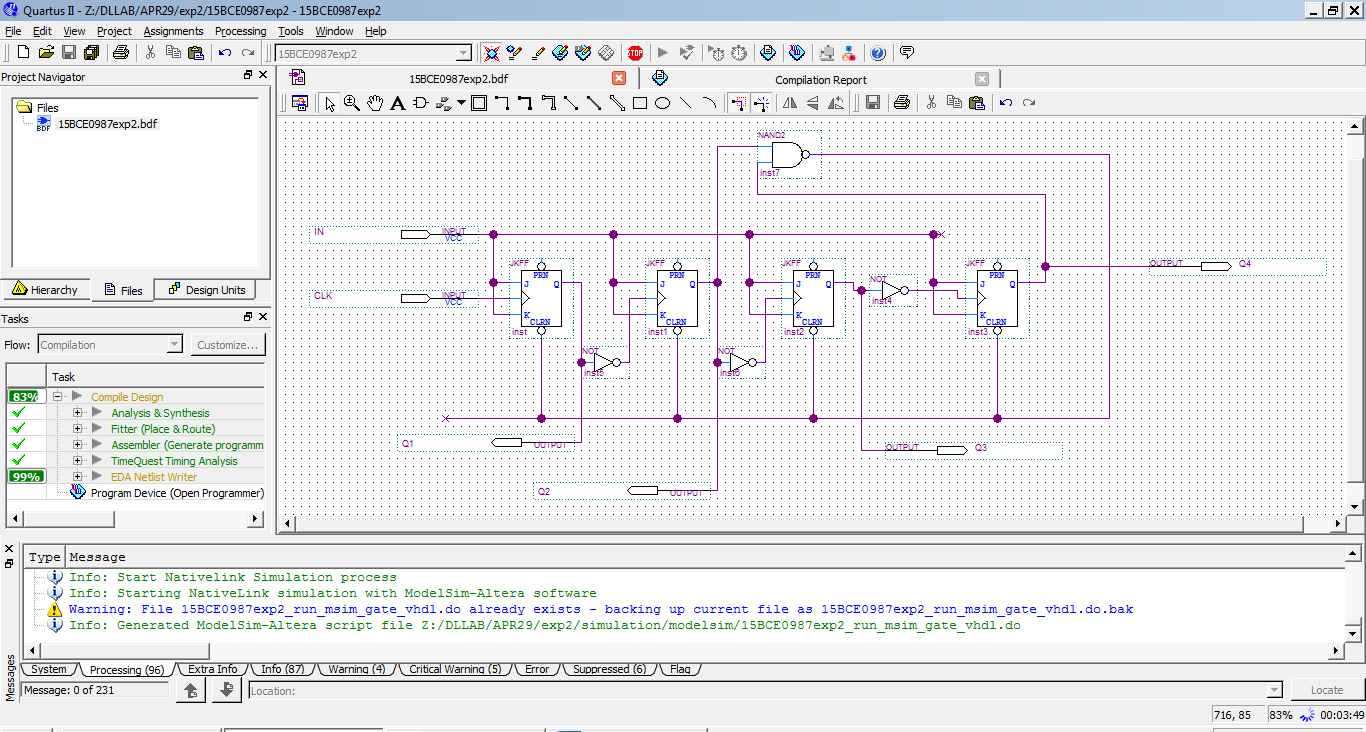 Quartus II - Z:/DLLAB/APR29/exp2/15BCE0987exp2 - 15BCE0987exp2
File Edit View Project Assignments Processing Tools Window Help
15BCE0987exp2
STOP
Project Navigator
Files
BDF 15BCE0987exp2.bdf
Hierarchy Files Design Units
Tasks
Flow: Compilation Customize...
Task
83% Compile Design
Analysis & Synthesis
Fitter (Place & Route)
Assembler (Generate programm
TimeQuest Timing Analysis
99% EDA Netlist Writer
Program Device (Open Programmer)
15BCE0987exp2.bdf
Compilation Report
NAND2
inst7
IN INPUT
VCC
CLK INPUT
VCC
JKFF
PRN
J Q
K
CLRN
inst
JKFF
PRN
J Q
K
CLRN
inst1
JKFF
PRN
J Q
K
CLRN
inst2
NOT
inst4
JKFF
PRN
J Q
K
CLRN
inst3
OUTPUT Q4
NOT
inst5
NOT
inst6
Q1 OUTPUT
OUTPUT Q3
Q2 OUTPUT
Type Message
Info: Start Nativelink Simulation process
Info: Starting NativeLink simulation with ModelSim-Altera software
Warning: File 15BCE0987exp2_run_msim_gate_vhdl.do already exists - backing up current file as 15BCE0987exp2_run_msim_gate_vhdl.do.bak
Info: Generated ModelSim-Altera script file Z:/DLLAB/APR29/exp2/simulation/modelsim/15BCE0987exp2_run_msim_gate_vhdl.do
System Processing (96) Extra Info Info (87) Warning (4) Critical Warning (5) Error Suppressed (6) Flag
Messages
Message: 0 of 231 Location: Locate
716, 85 83% 00:03:49